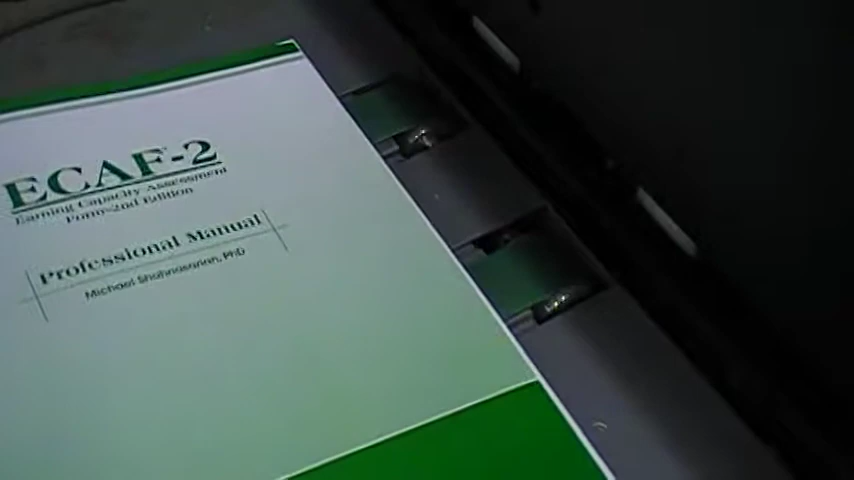 ECAF-2
Earning Capacity Assessment
Form-2nd Edition
Professional Manual
Michael Shahnasarian, PhD